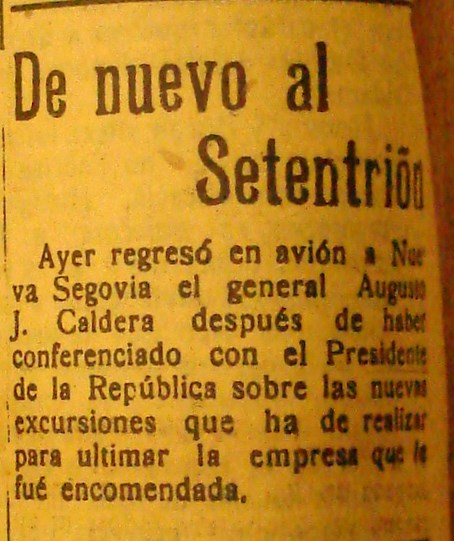 De nuevo al
Setentrión
Ayer regresó en avión a Nue
va Segovia el general Augusto
J. Caldera después de haber
conferenciado con el Presidente
de la República sobre las nuevas
excursiones que ha de realizar
para ultimar la empresa que le
fué encomendada.